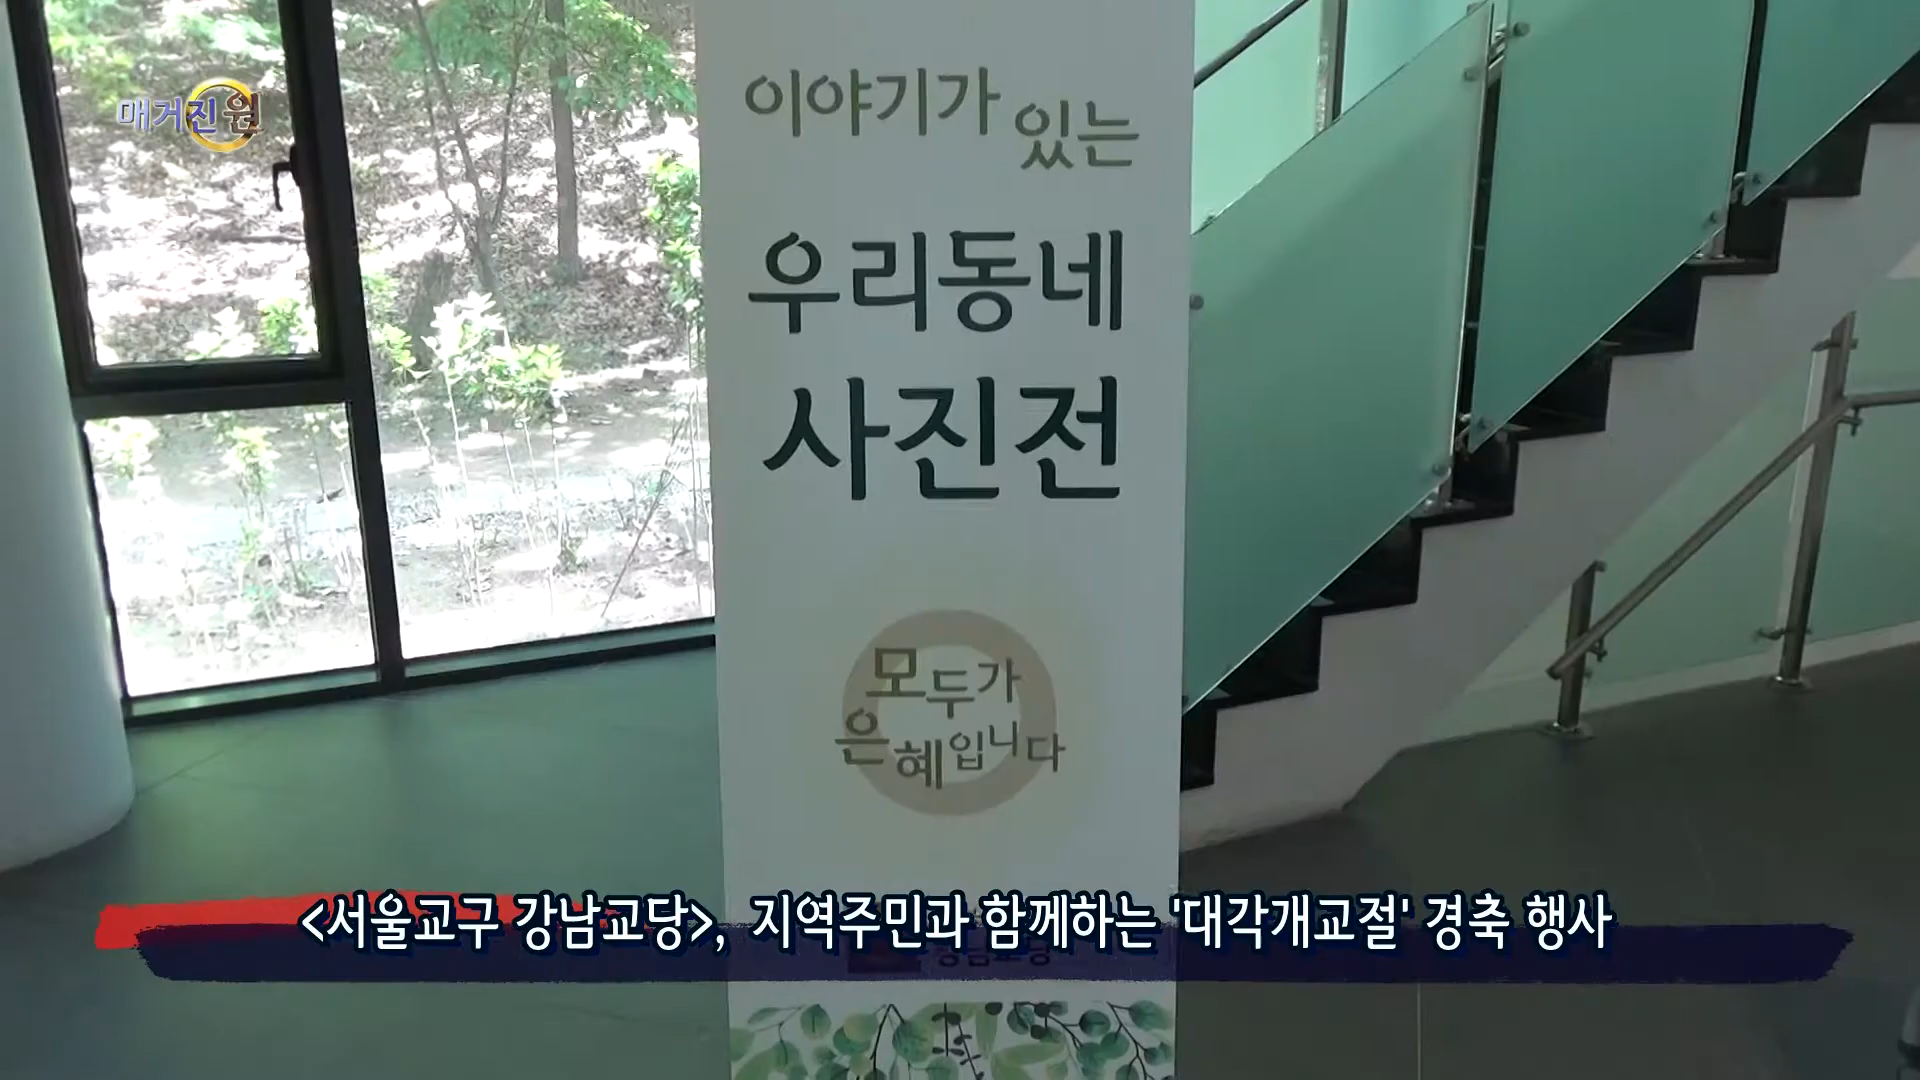 매거진원
이야기가 있는
우리동네
사진전
모두가
은혜입니다
<서울교구 강남교당>, 지역주민과 함께하는 '대각개교절' 경축 행사